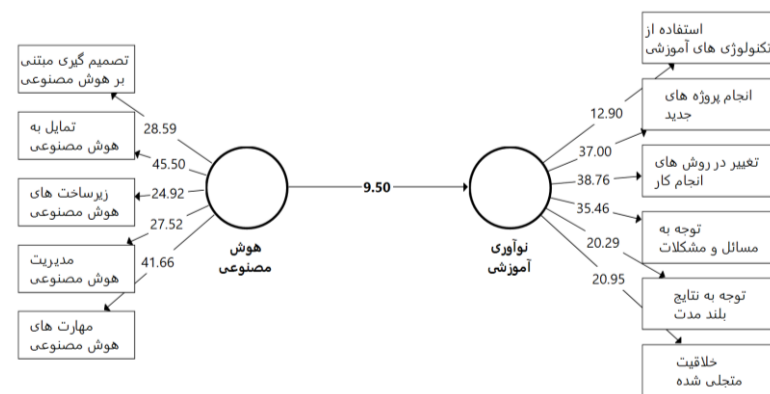 تصمیم گیری مبتنی
بر هوش مصنوعی
تمایل به
هوش مصنوعی
زیرساخت های
هوش مصنوعی
مدیریت
هوش مصنوعی
مهارت های
هوش مصنوعی
28.59
45.50
24.92
27.52
41.66
هوش
مصنوعی
9.50
نوآوری
آموزشی
12.90
37.00
38.76
35.46
20.29
20.95
استفاده از
تکنولوژی های آموزشی
انجام پروژه های
جدید
تغییر در روش های
انجام کار
توجه به
مسائل و مشکلات
توجه به نتایج
بلند مدت
خلاقیت
متجلی شده